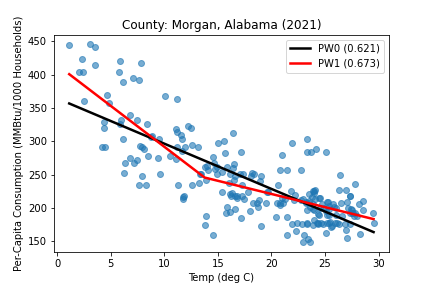 County: Morgan, Alabama (2021)
PW0 (0.621)
PW1 (0.673)
Per-Capita Consumption (MMBtu/1000 Households)
450
400
350
300
250
200
150
0 5 10 15 20 25 30
Temp (deg C)